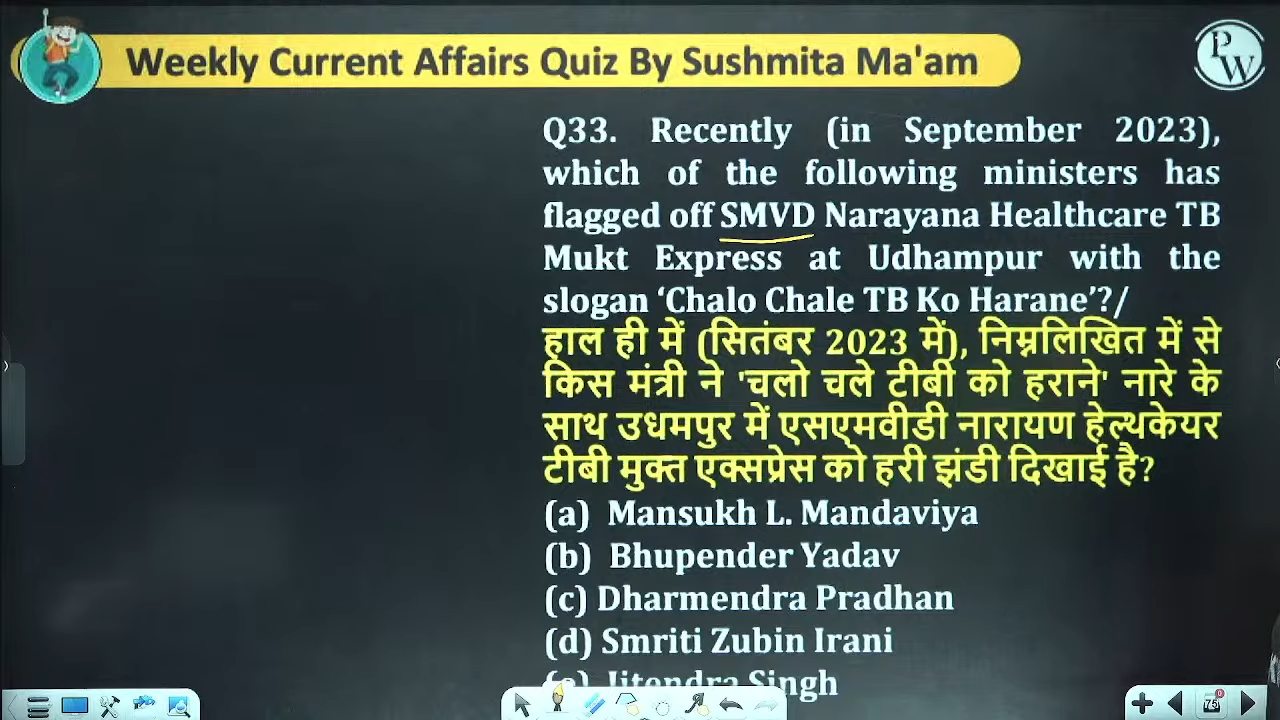 Weekly Current Affairs Quiz By Sushmita Ma'am
PW
Q33. Recently (in September 2023),
which of the following ministers has
flagged off SMVD Narayana Healthcare TB
Mukt Express at Udhampur with the
slogan ‘Chalo Chale TB Ko Harane’?/
हाल ही में (सितंबर 2023 में), निम्नलिखित में से
किस मंत्री ने 'चलो चले टीबी को हराने' नारे के
साथ उधमपुर में एसएमवीडी नारायण हेल्थकेयर
टीबी मुक्त एक्सप्रेस को हरी झंडी दिखाई है?
(a) Mansukh L. Mandaviya
(b) Bhupender Yadav
(c) Dharmendra Pradhan
(d) Smriti Zubin Irani
(e) Jitendra Singh
75